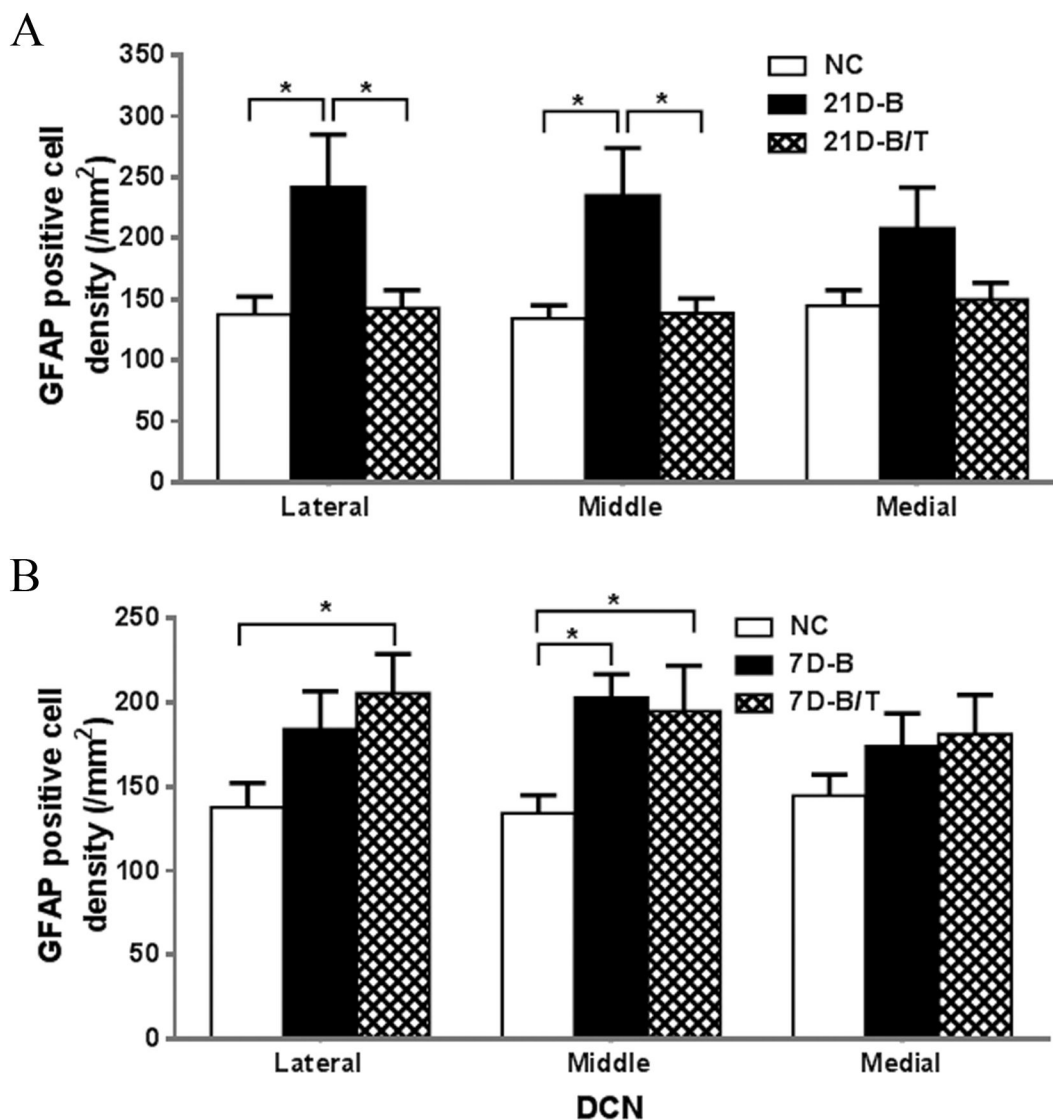 A
GFAP positive cell
density (/mm²)
350
300
250
200
150
100
50
0
* * * *
NC
21D-B
21D-B/T
Lateral Middle Medial
B
GFAP positive cell
density (/mm²)
250
200
150
100
50
0
* * *
NC
7D-B
7D-B/T
Lateral Middle Medial
DCN